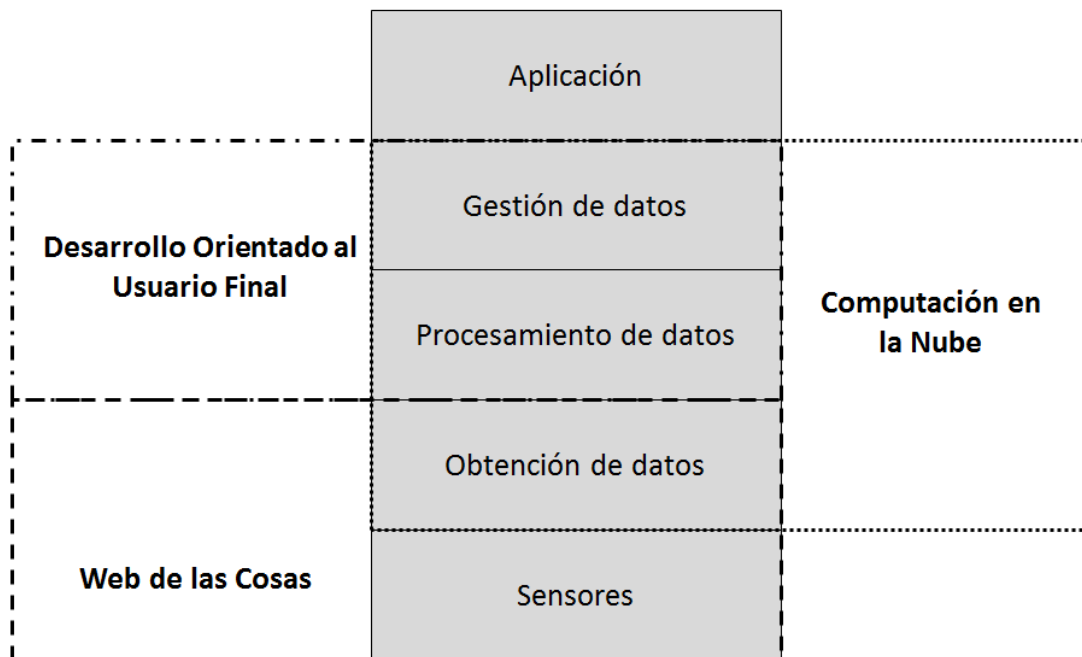 Aplicación
Gestión de datos
Desarrollo Orientado al
Usuario Final
Procesamiento de datos
Computación en
la Nube
Obtención de datos
Web de las Cosas
Sensores